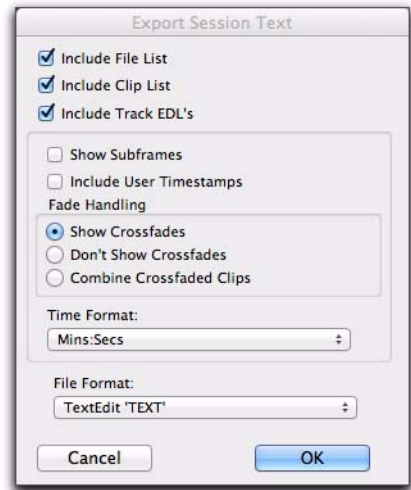 Export Session Text
Include File List
Include Clip List
Include Track EDL's
Show Subframes
Include User Timestamps
Fade Handling
Show Crossfades
Don't Show Crossfades
Combine Crossfaded Clips
Time Format:
Mins:Secs
File Format:
TextEdit 'TEXT'
Cancel
OK